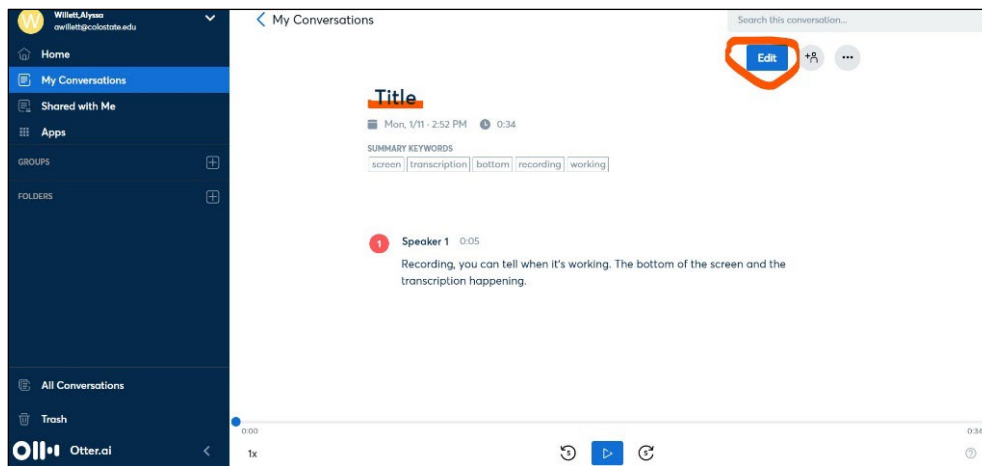 W
Willett,Alyssa
awillett@colostate.edu
Home
My Conversations
Shared with Me
Apps
GROUPS
FOLDERS
All Conversations
Trash
Otter.ai
My Conversations
Search this conversation...
Edit
Title
Mon, 1/11 · 2:52 PM 0:34
SUMMARY KEYWORDS
screen transcription bottom recording working
1 Speaker 1 0:05
Recording, you can tell when it's working. The bottom of the screen and the
transcription happening.
0:00 0:34
1x 5 5